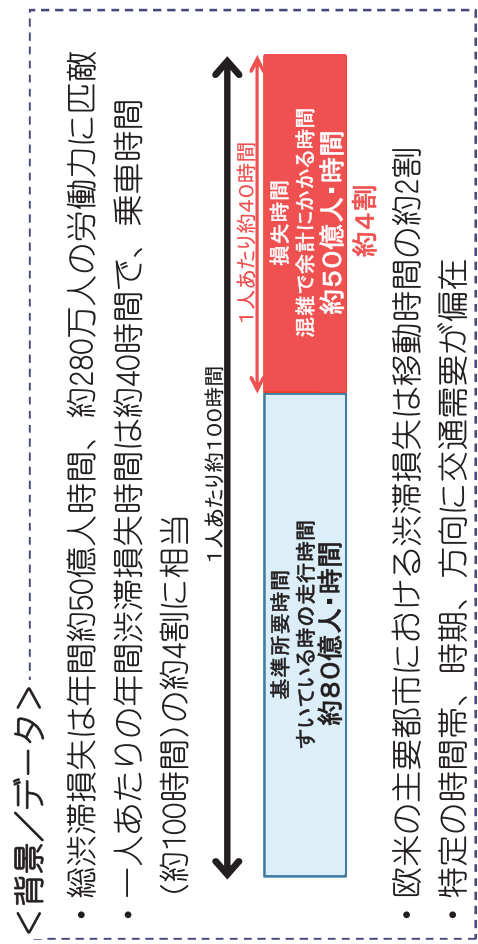 ＜背景／データ＞
・総渋滞損失は年間約50億人時間、約280万人の労働力に匹敵
・一人あたりの年間渋滞損失時間は約40時間で、乗車時間
（約100時間）の約4割に相当
1人あたり約100時間
1人あたり約40時間
基準所要時間
すいている時の走行時間
約80億人・時間
損失時間
混雑で余計にかかる時間
約50億人・時間
約4割
・欧米の主要都市における渋滞損失は移動時間の約2割
・特定の時間帯、時期、方向に交通需要が偏在